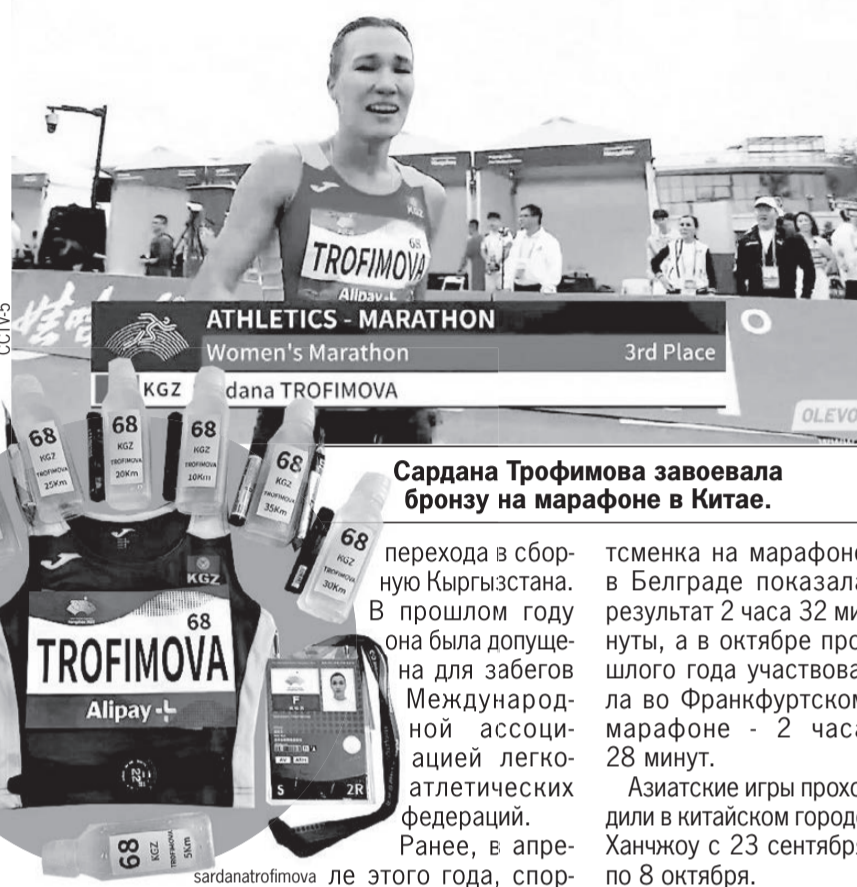 68
KGZ
TROFIMOVA
Alipay
CCTV-5
ATHLETICS - MARATHON
Women's Marathon
3rd Place
KGZ
dana TROFIMOVA
OLEVO
68
KGZ
TROFIMOVA
25Km
68
KGZ
TROFIMOVA
20Km
68
KGZ
TROFIMOVA
10Km
68
KGZ
TROFIMOVA
35Km
68
KGZ
TROFIMOVA
30Km
KGZ
68
TROFIMOVA
Alipay
F
S
2R
68
KGZ
TROFIMOVA
5Km
sardanatrofimova
Сардана Трофимова завоевала
бронзу на марафоне в Китае.
перехода в сбор-
ную Кыргызстана.
В прошлом году
она была допуще-
на для забегов
Международ-
ной ассоци-
ацией легко-
атлетических
федераций.
Ранее, в апре-
ле этого года, спор-
тсменка на марафоне
в Белграде показала
результат 2 часа 32 ми
нуты, а в октябре про
шлого года участвова
ла во Франкфуртском
марафоне - 2 часа
28 минут.
Азиатские игры прохо
дили в китайском городе
Ханчжоу с 23 сентября
по 8 октября.